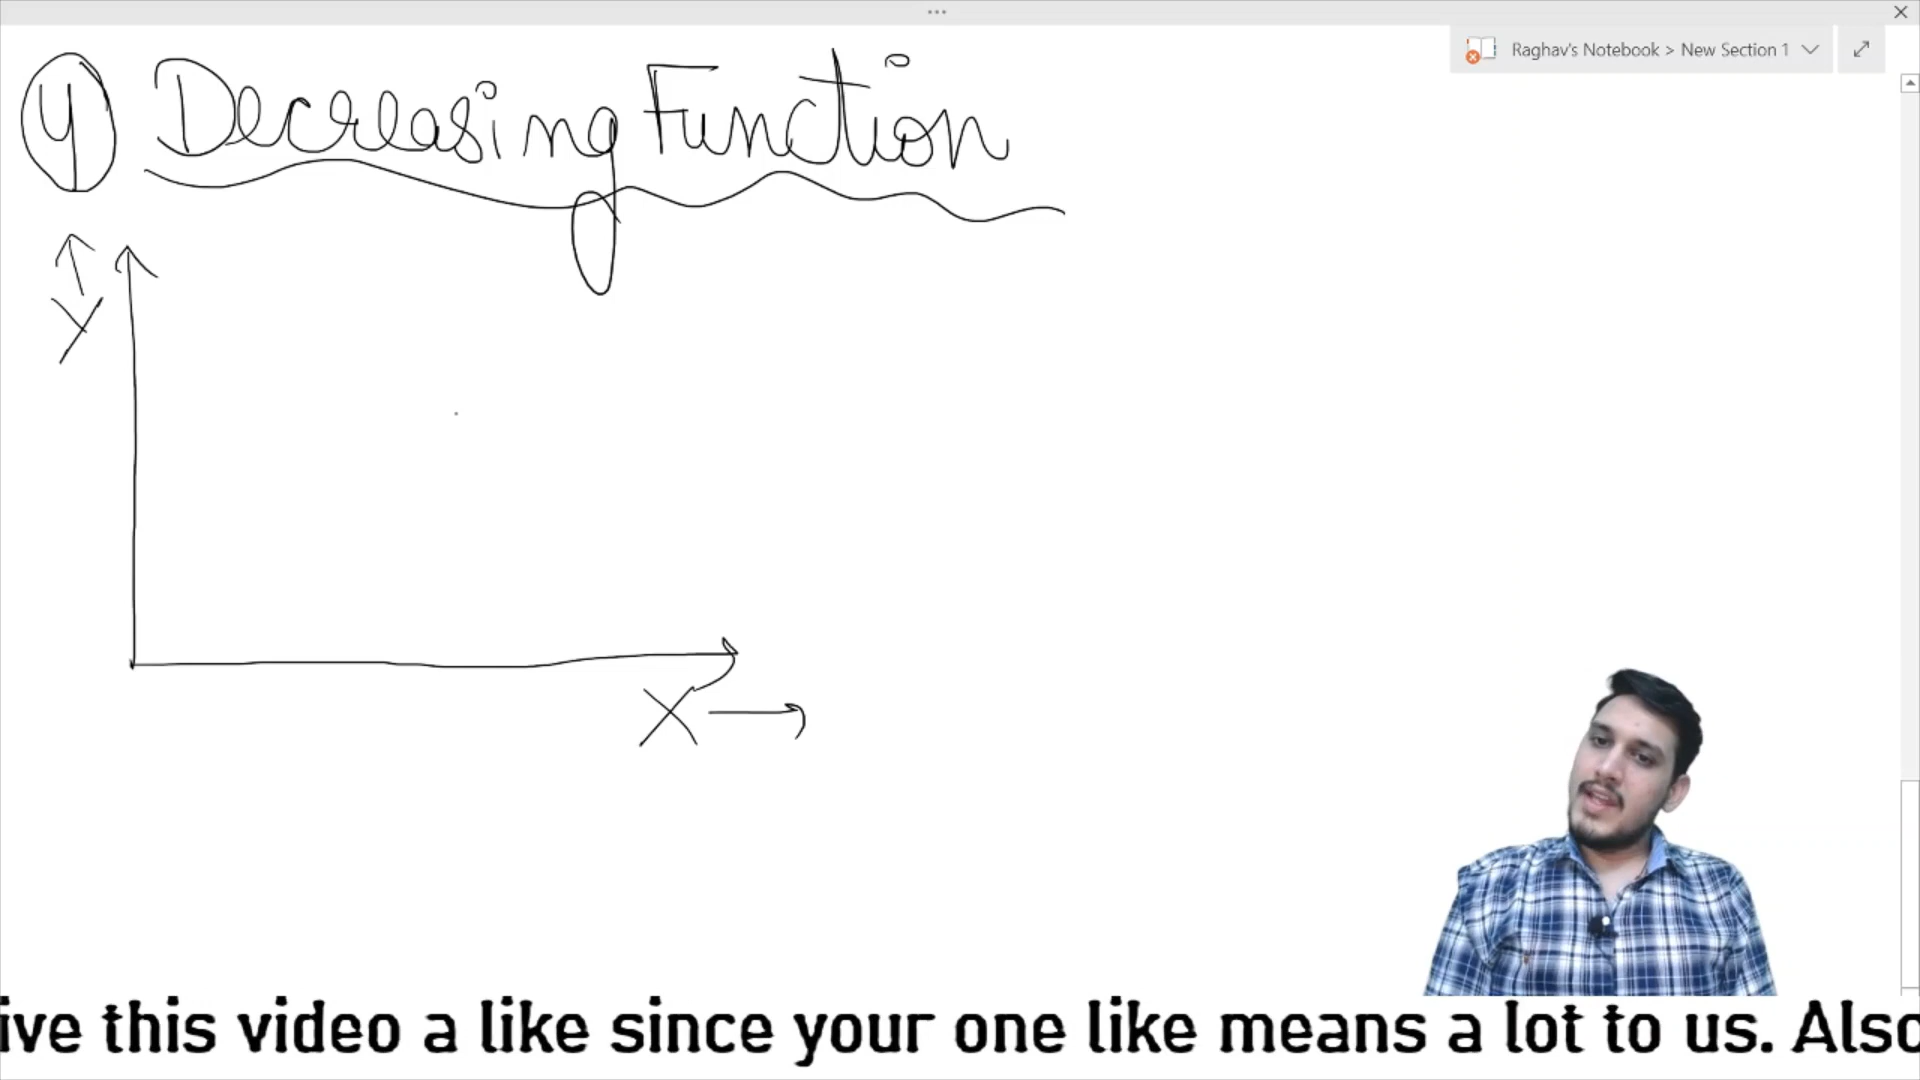 Raghav's Notebook > New Section 1
4 Decreasing Function
Y
X
ive this video a like since your one like means a lot to us. Also